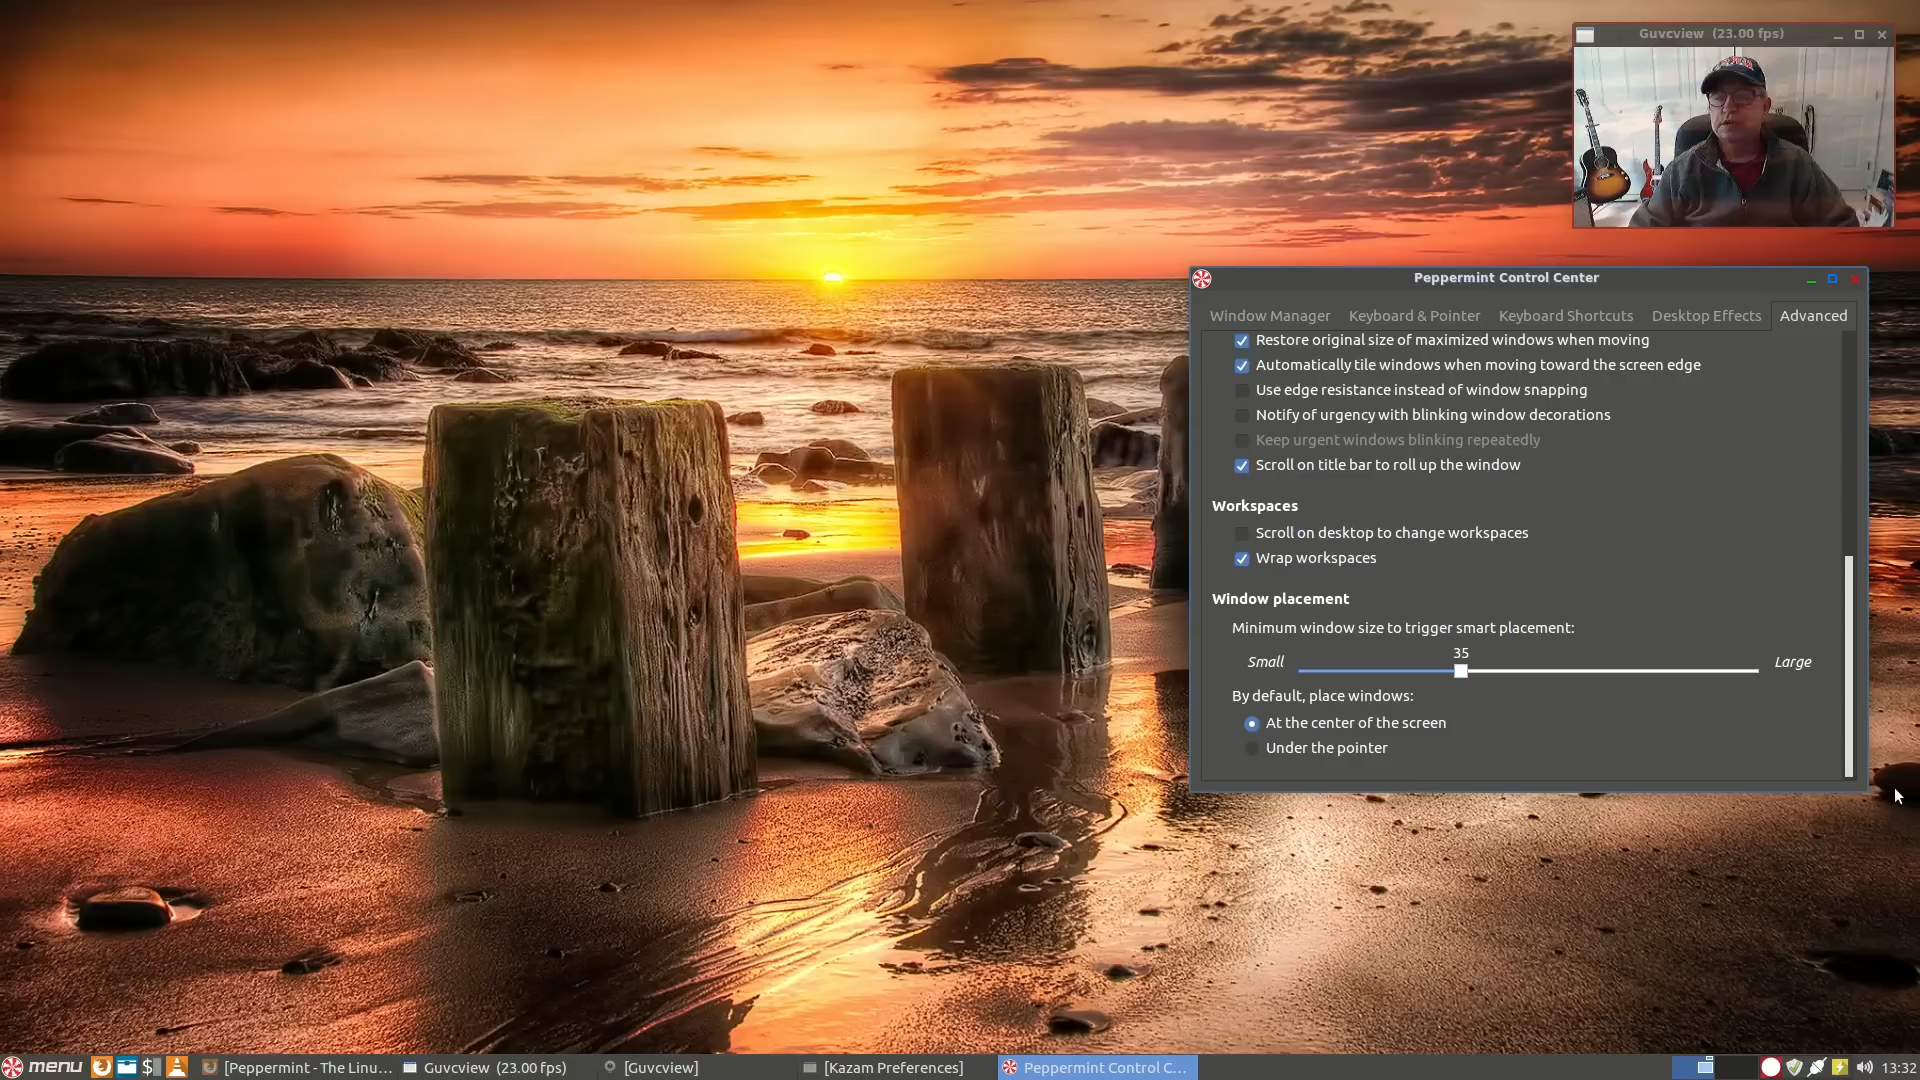 Guvcview (23.00 fps)
Peppermint Control Center
Window Manager
Keyboard & Pointer
Keyboard Shortcuts
Desktop Effects
Advanced
Restore original size of maximized windows when moving
Automatically tile windows when moving toward the screen edge
Use edge resistance instead of window snapping
Notify of urgency with blinking window decorations
Keep urgent windows blinking repeatedly
Scroll on title bar to roll up the window
Workspaces
Scroll on desktop to change workspaces
Wrap workspaces
Window placement
Minimum window size to trigger smart placement:
35
Small
Large
By default, place windows:
At the center of the screen
Under the pointer
menu
$
[Peppermint - The Linu...
Guvcview (23.00 fps)
[Guvcview]
[Kazam Preferences]
Peppermint Control C...
13:32